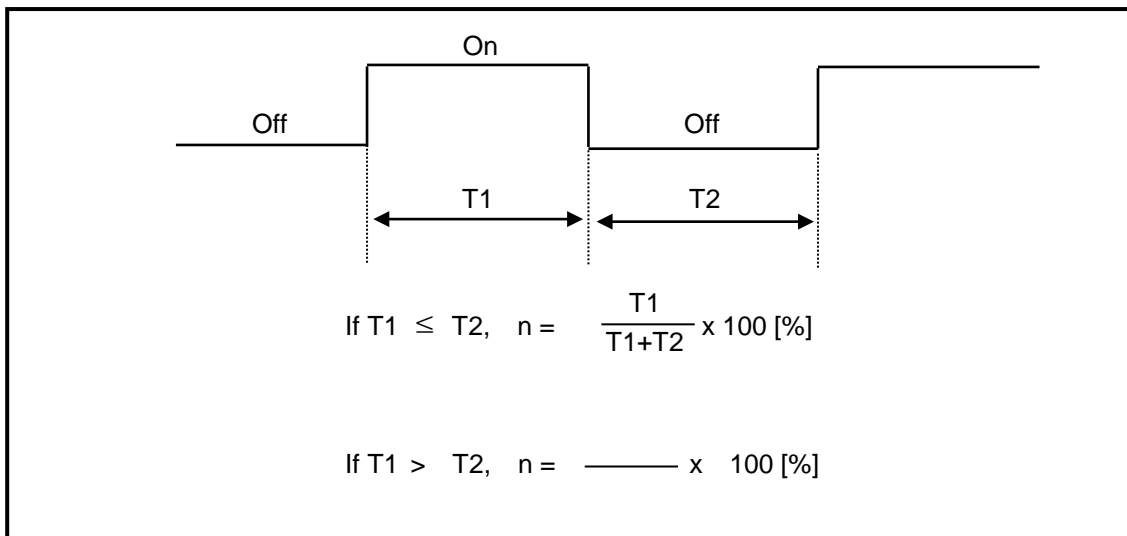 On
Off
Off
T1
T2
If T1 ≤ T2, n = T1
T1+T2 x 100 [%]
If T1 > T2, n = x 100 [%]